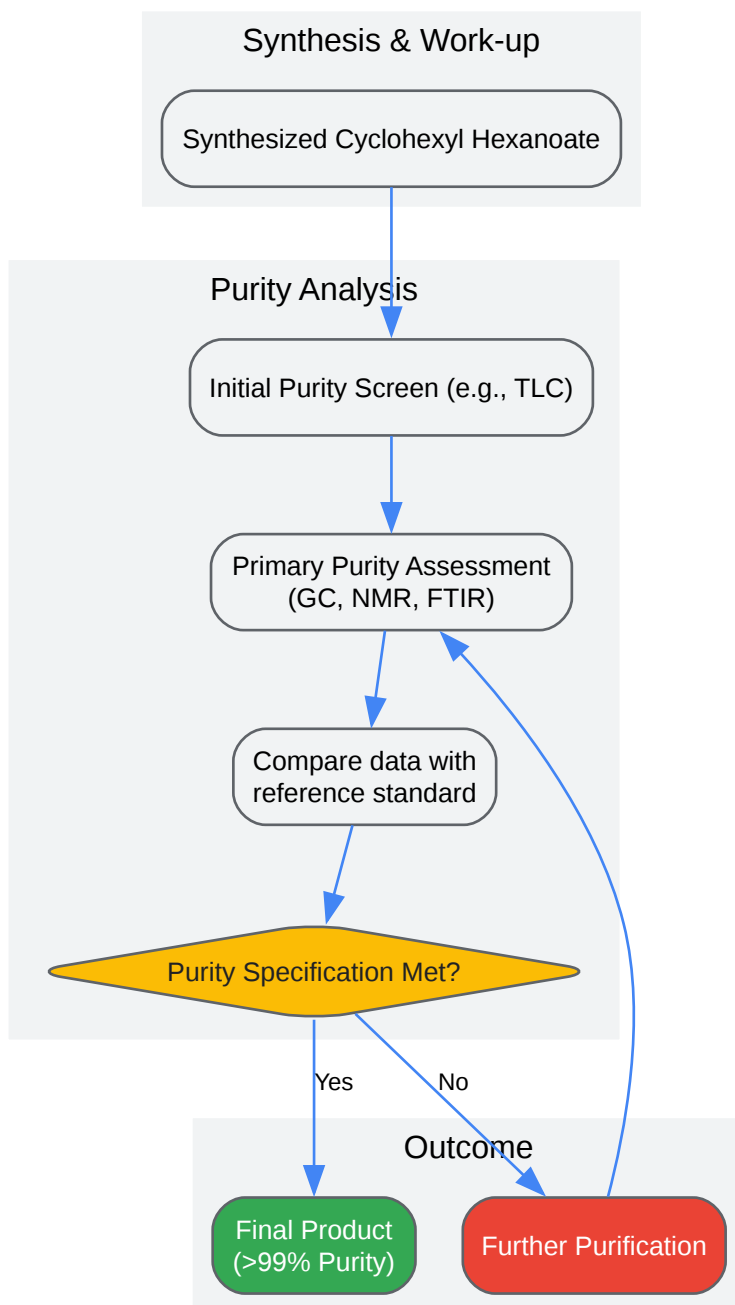 Synthesis & Work-up
Synthesized Cyclohexyl Hexanoate
Purity Analysis
Initial Purity Screen (e.g., TLC)
Primary Purity Assessment
(GC, NMR, FTIR)
Compare data with
reference standard
Purity Specification Met?
Yes
No
Outcome
Final Product
(>99% Purity)
Further Purification